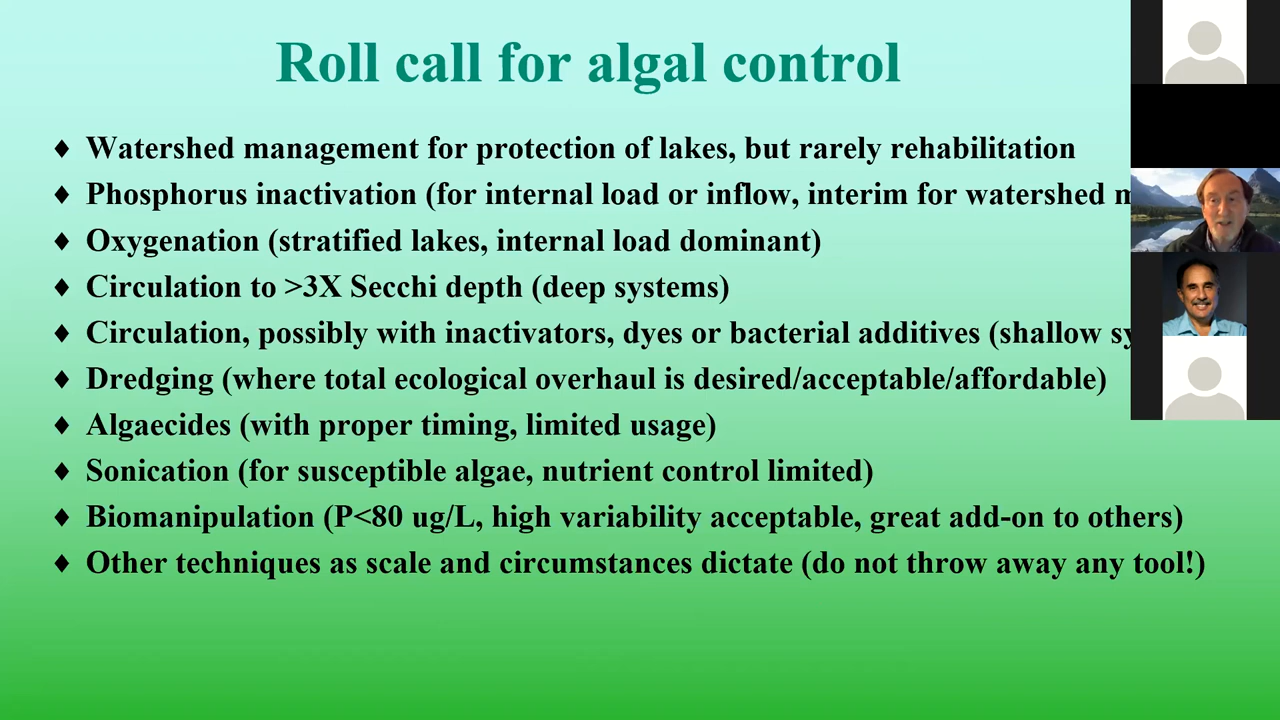 Roll call for algal control
♦ Watershed management for protection of lakes, but rarely rehabilitation
♦ Phosphorus inactivation (for internal load or inflow, interim for watershed
♦ Oxygenation (stratified lakes, internal load dominant)
♦ Circulation to >3X Secchi depth (deep systems)
♦ Circulation, possibly with inactivators, dyes or bacterial additives (shallow
♦ Dredging (where total ecological overhaul is desired/acceptable/affordable)
♦ Algaecides (with proper timing, limited usage)
♦ Sonication (for susceptible algae, nutrient control limited)
♦ Biomanipulation (P<80 ug/L, high variability acceptable, great add-on to others)
♦ Other techniques as scale and circumstances dictate (do not throw away any tool!)